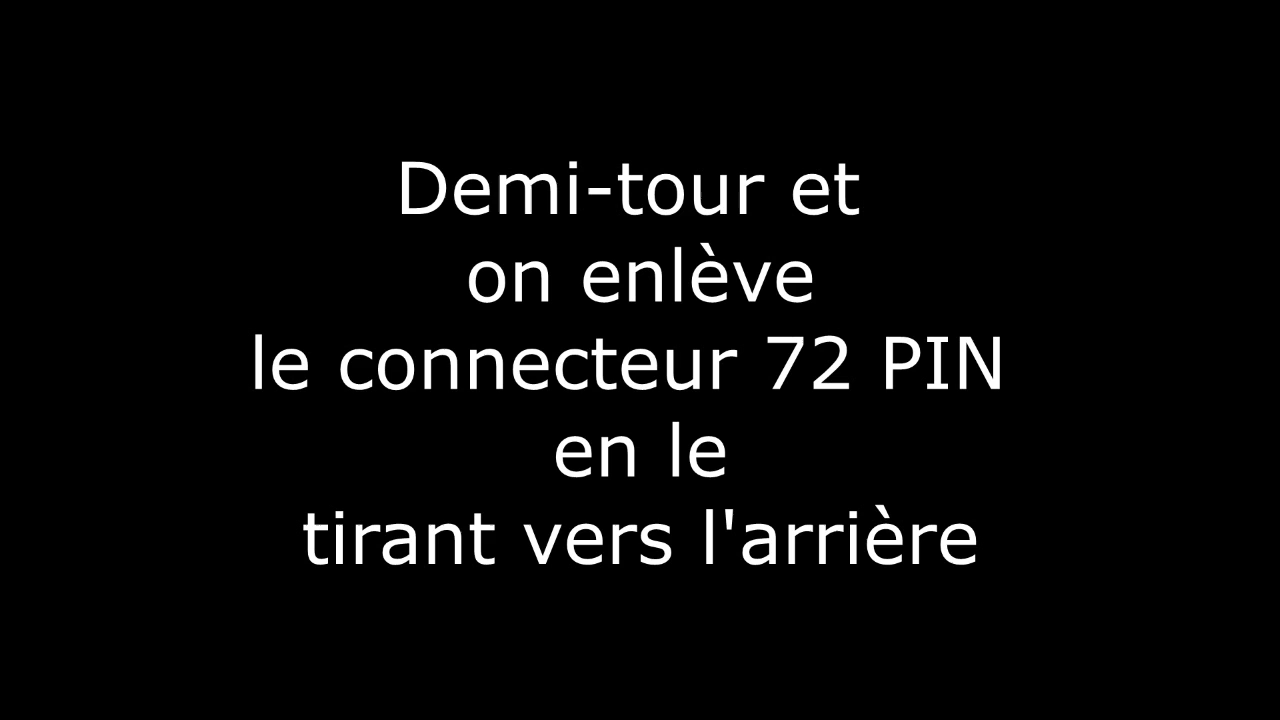 Demi-tour et
on enlève
le connecteur 72 PIN
en le
tirant vers l'arrière